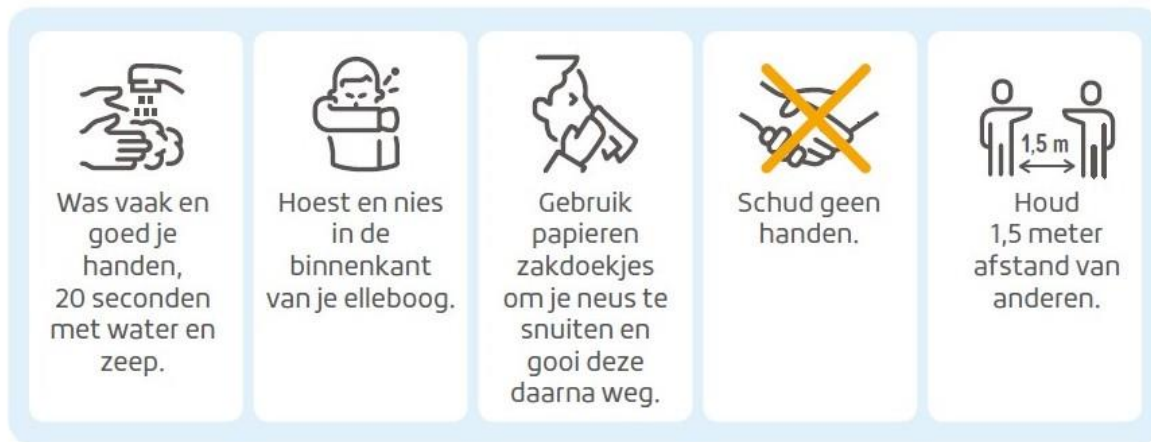 Was vaak en
goed je
handen,
20 seconden
met water en
zeep.
Hoest en nies
in de
binnenkant
van je elleboog.
Gebruik
papieren
zakdoekjes
om je neus te
snuiten en
gooi deze
daarna weg.
Schud geen
handen.
1,5 m
Houd
1,5 meter
afstand van
anderen.